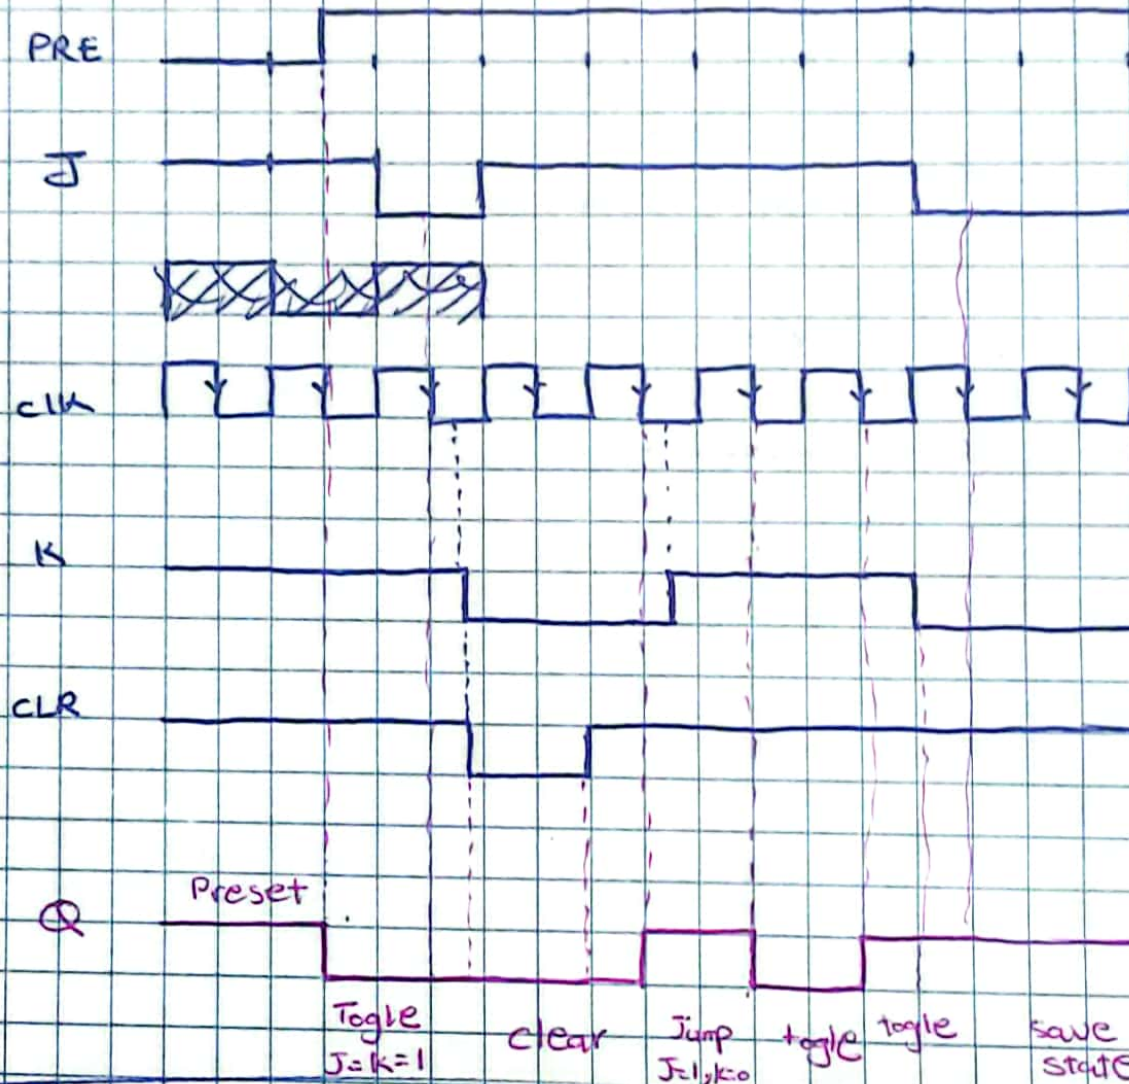 PRE
J
clk
K
CLR
Preset
Q
Togle
J=K=1
clear
Jump
J=1,k=0
togle
togle
save
state